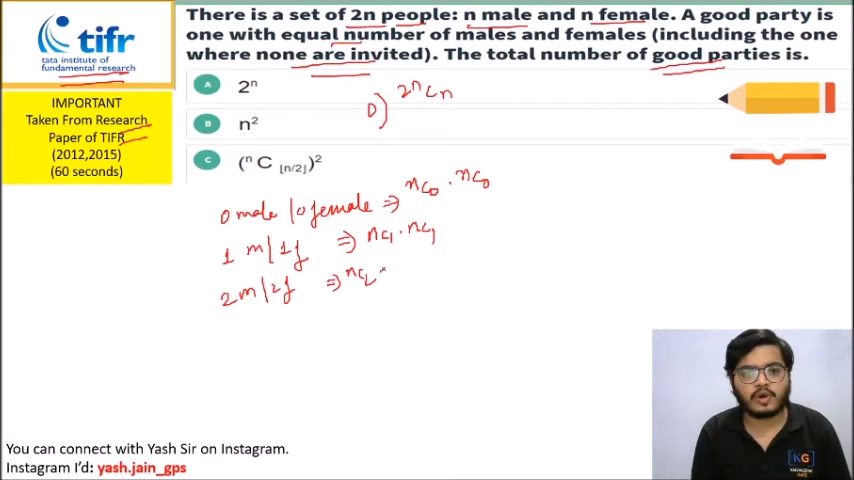 There is a set of 2n people: n male and n female. A good party is
one with equal number of males and females (including the one
where none are invited). The total number of good parties is.
tifr
tata institute of
fundamental research
IMPORTANT
Taken From Research
Paper of TIFR
(2012,2015)
(60 seconds)
A 2ⁿ
B n²
C (ⁿ C [n/2])²
D) 2ⁿCn
0 male / 0 female ⇒ nC₀ . nC₀
1 m / 1 f ⇒ nC₁ . nC₁
2 m / 2 f ⇒ nC₂ .
KG
You can connect with Yash Sir on Instagram.
Instagram I'd: yash.jain_gps